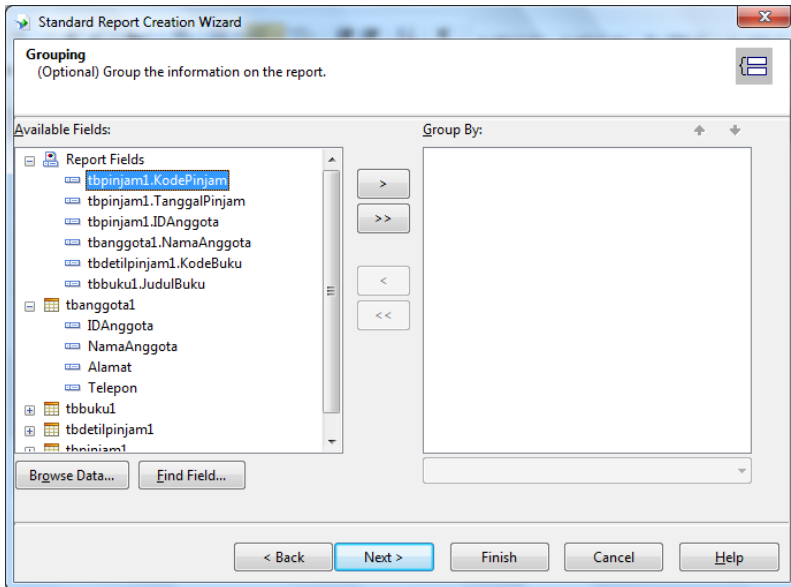 Standard Report Creation Wizard
Grouping
(Optional) Group the information on the report.
Available Fields:
Group By:
Report Fields
tbpinjam1.KodePinjam
tbpinjam1.TanggalPinjam
tbpinjam1.IDAnggota
tbanggota1.NamaAnggota
tbdetilpinjam1.KodeBuku
tbbuku1.JudulBuku
tbanggota1
IDAnggota
NamaAnggota
Alamat
Telepon
tbbuku1
tbdetilpinjam1
tbpinjam1
>
>>
<
<<
Browse Data...
Find Field...
< Back
Next >
Finish
Cancel
Help